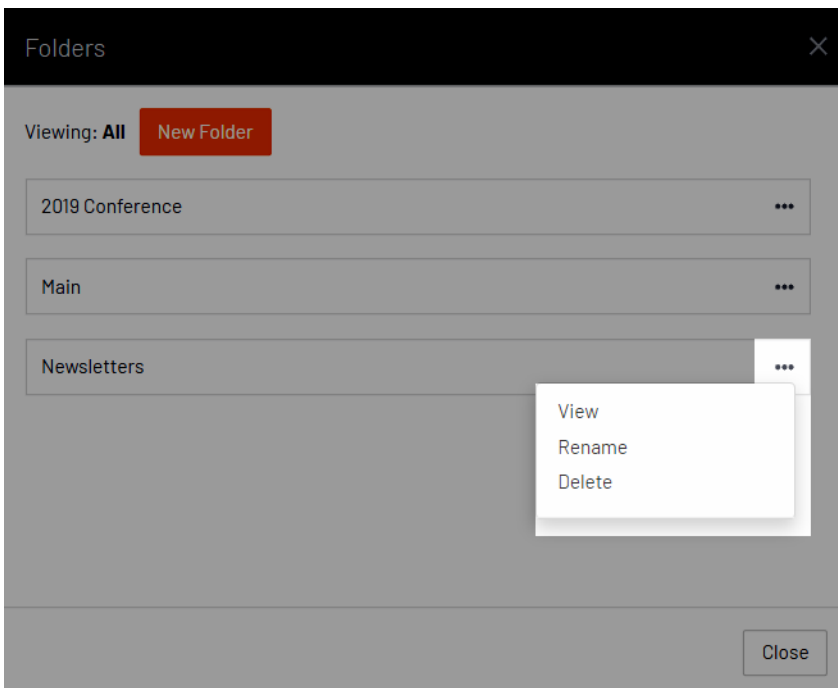 Folders
Viewing: All New Folder
2019 Conference
Main
Newsletters
View
Rename
Delete
Close